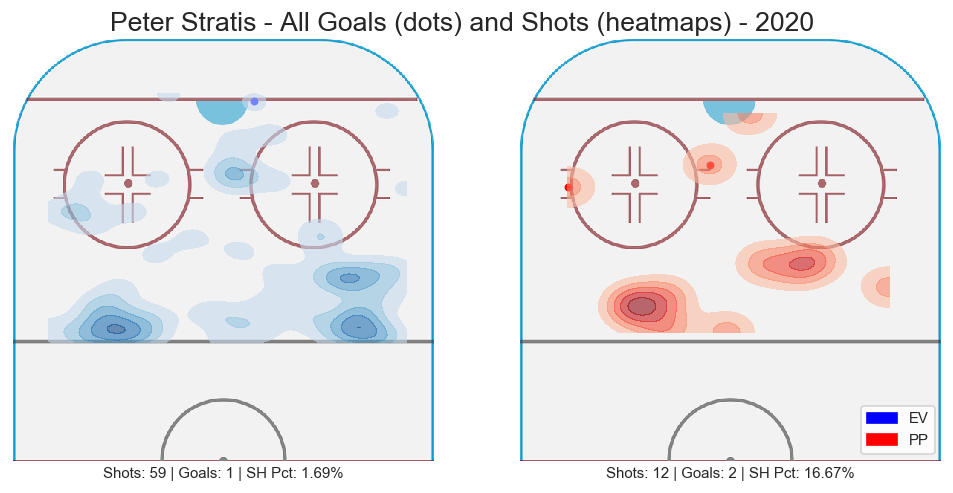 Peter Stratis - All Goals (dots) and Shots (heatmaps) - 2020
EV
PP
Shots: 59 | Goals: 1 | SH Pct: 1.69%
Shots: 12 | Goals: 2 | SH Pct: 16.67%